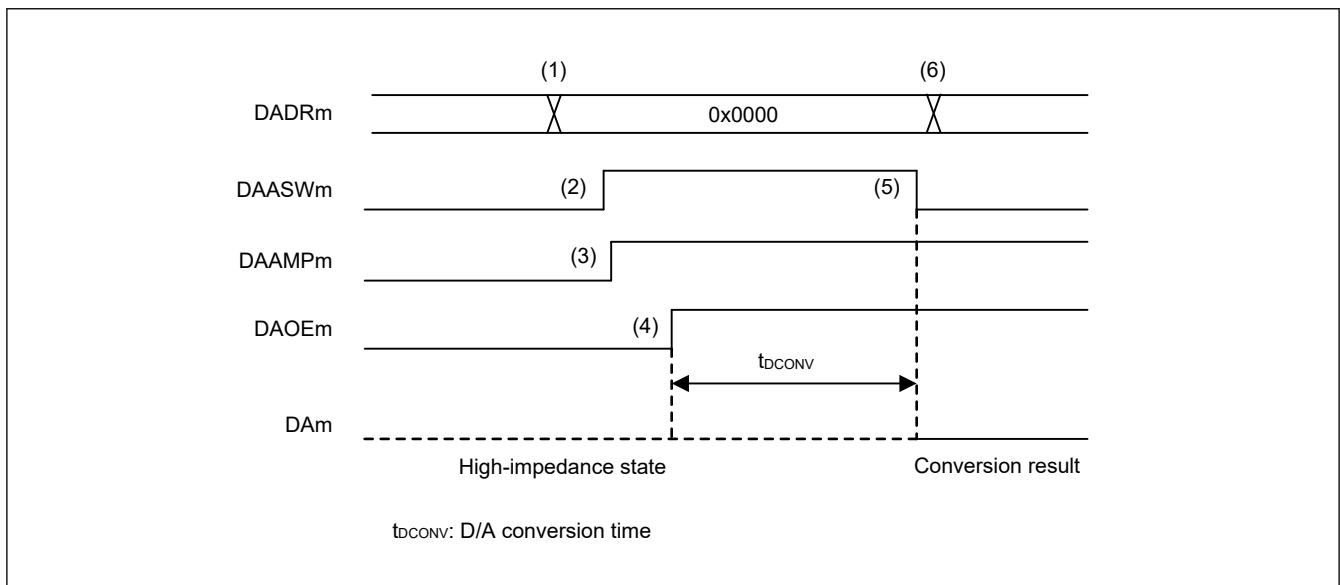 (1) (6)
DADRm 0x0000
DAASWm (2) (5)
DAAMPm (3)
DAOEm (4)
tDCONV
DAm
High-impedance state Conversion result
tDCONV: D/A conversion time